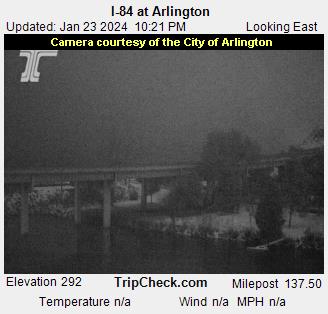 I-84 at Arlington
Updated: Jan 23 2024 10:21 PM Looking East
Camera courtesy of the City of Arlington
Elevation 292 TripCheck.com Milepost 137.50
Temperature n/a Wind n/a MPH n/a